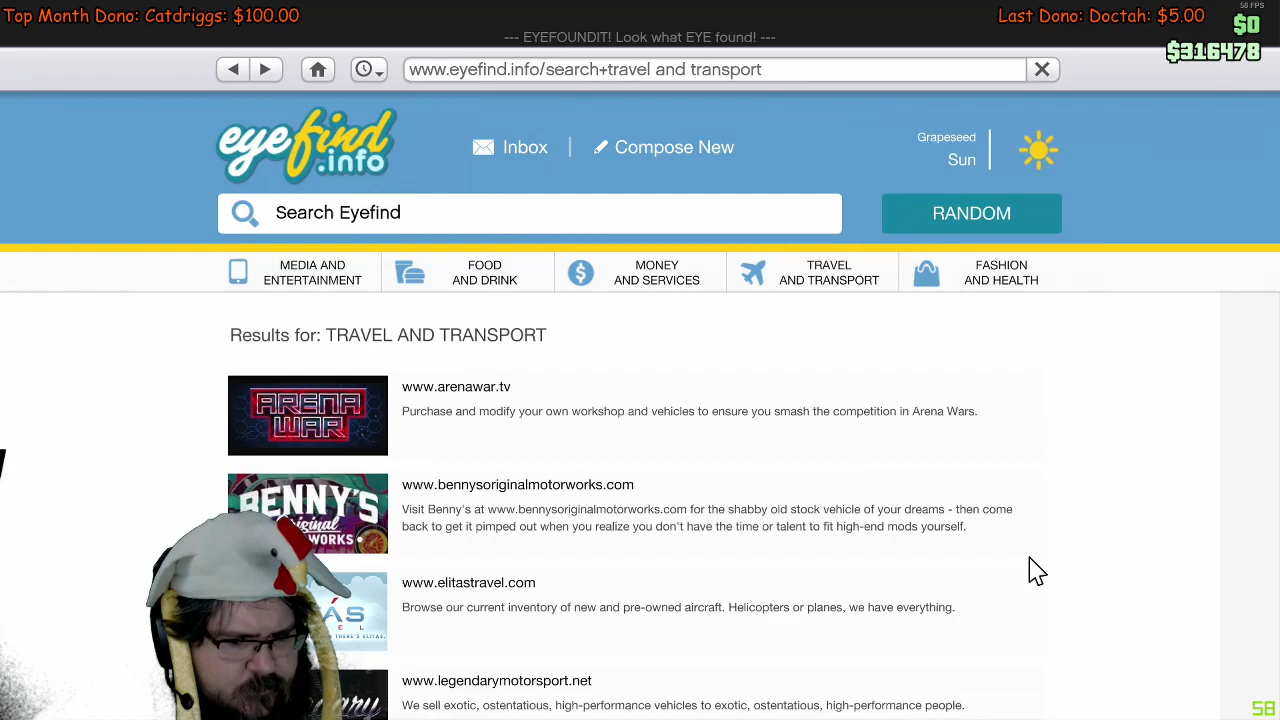 Top Month Dono: Catdriggs: $100.00
Last Dono: Doctah: $5.00
58 FPS
$0
$316478
--- EYEFOUNDIT! Look what EYE found! ---
www.eyefind.info/search+travel and transport
eyefind.info
Inbox
Compose New
Grapeseed
Sun
Search Eyefind
RANDOM
MEDIA AND ENTERTAINMENT
FOOD AND DRINK
MONEY AND SERVICES
TRAVEL AND TRANSPORT
FASHION AND HEALTH
Results for: TRAVEL AND TRANSPORT
ARENA WAR
www.arenawar.tv
Purchase and modify your own workshop and vehicles to ensure you smash the competition in Arena Wars.
BENNY'S
www.bennysoriginalmotorworks.com
Visit Benny's at www.bennysoriginalmotorworks.com for the shabby old stock vehicle of your dreams - then come
back to get it pimped out when you realize you don't have the time or talent to fit high-end mods yourself.
www.elitastravel.com
Browse our current inventory of new and pre-owned aircraft. Helicopters or planes, we have everything.
www.legendarymotorsport.net
We sell exotic, ostentatious, high-performance vehicles to exotic, ostentatious, high-performance people.
58